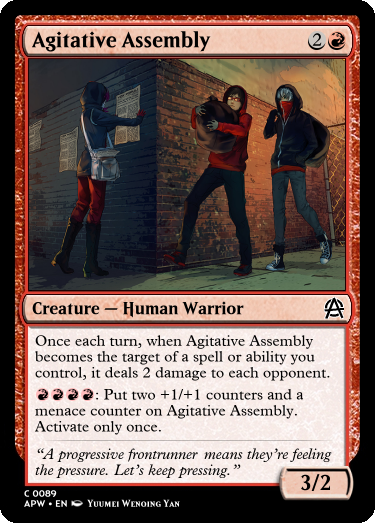 Agitative Assembly 2
Creature — Human Warrior
Once each turn, when Agitative Assembly
becomes the target of a spell or ability you
control, it deals 2 damage to each opponent.
: Put two +1/+1 counters and a
menace counter on Agitative Assembly.
Activate only once.
“A progressive frontrunner means they’re feeling
the pressure. Let’s keep pressing.”
3/2
C 0089
APW • EN Yuumei Wenqing Yan